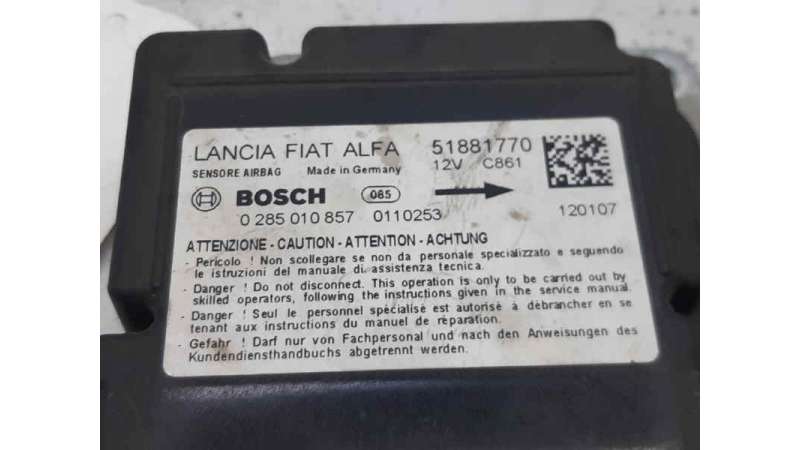 LANCIA FIAT ALFA 51881770
SENSORE AIRBAG Made in Germany 12V C861
BOSCH 065
0 285 010 857 0110253 120107
ATTENZIONE - CAUTION - ATTENTION - ACHTUNG
- Pericolo ! Non scollegare se non da personale specializzato e seguendo
le istruzioni del manuale di assistenza tecnica.
- Danger ! Do not disconnect. This operation is only to be carried out by
skilled operators, following the instructions given in the service manual.
- Danger ! Seul le personnel spécialisé est autorisé à débrancher en se
tenant aux instructions du manuel de réparation.
- Gefahr ! Darf nur von Fachpersonal und nach den Anweisungen des
Kundendiensthandbuchs abgetrennt werden.